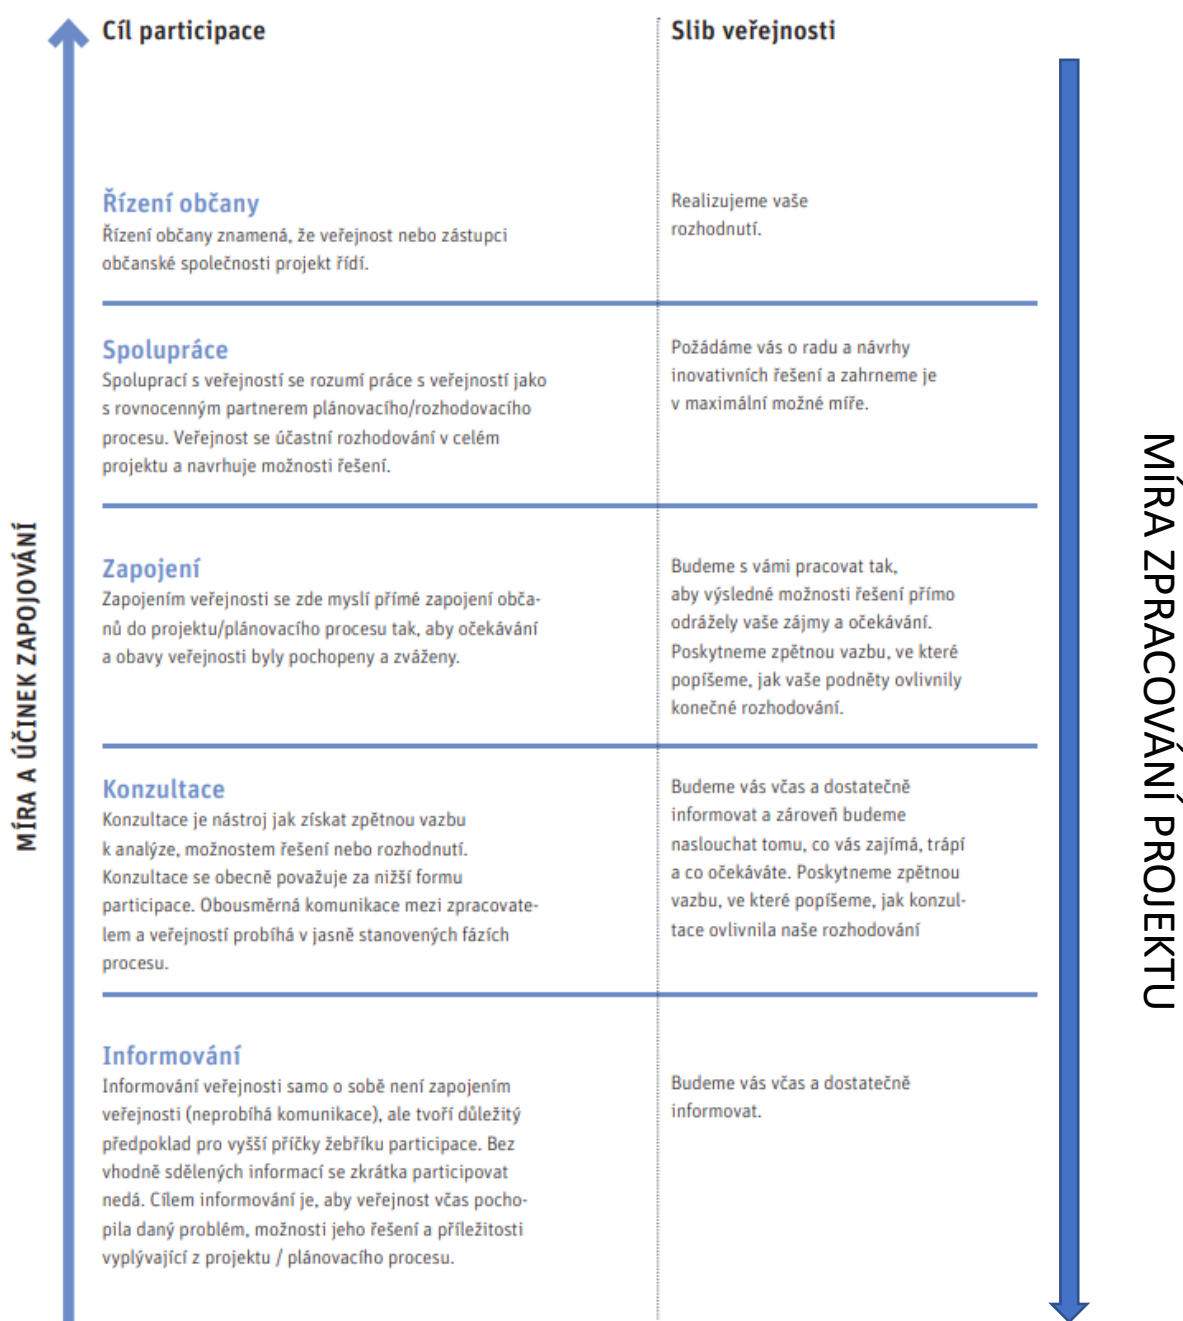 Cíl participace
Slib veřejnosti
Řízení občany
Řízení občany znamená, že veřejnost nebo zástupci
občanské společnosti projekt řídí.
Realizujeme vaše
rozhodnutí.
Spolupráce
Spoluprací s veřejností se rozumí práce s veřejností jako
s rovnocenným partnerem plánovacího/rozhodovacího
procesu. Veřejnost se účastní rozhodování v celém
projektu a navrhuje možnosti řešení.
Požádáme vás o radu a návrhy
inovativních řešení a zahrneme je
v maximální možné míře.
Zapojení
Zapojením veřejnosti se zde myslí přímé zapojení obča-
nů do projektu/plánovacího procesu tak, aby očekávání
a obavy veřejnosti byly pochopeny a zváženy.
Budeme s vámi pracovat tak,
aby výsledné možnosti řešení přímo
odrážely vaše zájmy a očekávání.
Poskytneme zpětnou vazbu, ve které
popíšeme, jak vaše podněty ovlivnily
konečné rozhodování.
Konzultace
Konzultace je nástroj jak získat zpětnou vazbu
k analýze, možnostem řešení nebo rozhodnutí.
Konzultace se obecně považuje za nižší formu
participace. Obousměrná komunikace mezi zpracovate-
lem a veřejností probíhá v jasně stanovených fázích
procesu.
Budeme vás včas a dostatečně
informovat a zároveň budeme
naslouchat tomu, co vás zajímá, trápí
a co očekáváte. Poskytneme zpětnou
vazbu, ve které popíšeme, jak konzul-
tace ovlivnila naše rozhodování
Informování
Informování veřejnosti samo o sobě není zapojením
veřejnosti (neprobíhá komunikace), ale tvoří důležitý
předpoklad pro vyšší příčky žebříku participace. Bez
vhodně sdělených informací se zkrátka participovat
nedá. Cílem informování je, aby veřejnost včas pocho-
pila daný problém, možnosti jeho řešení a příležitosti
vyplývající z projektu / plánovacího procesu.
Budeme vás včas a dostatečně
informovat.
MÍRA A ÚČINEK ZAPOJOVÁNÍ
MÍRA ZPRACOVÁNÍ PROJEKTU